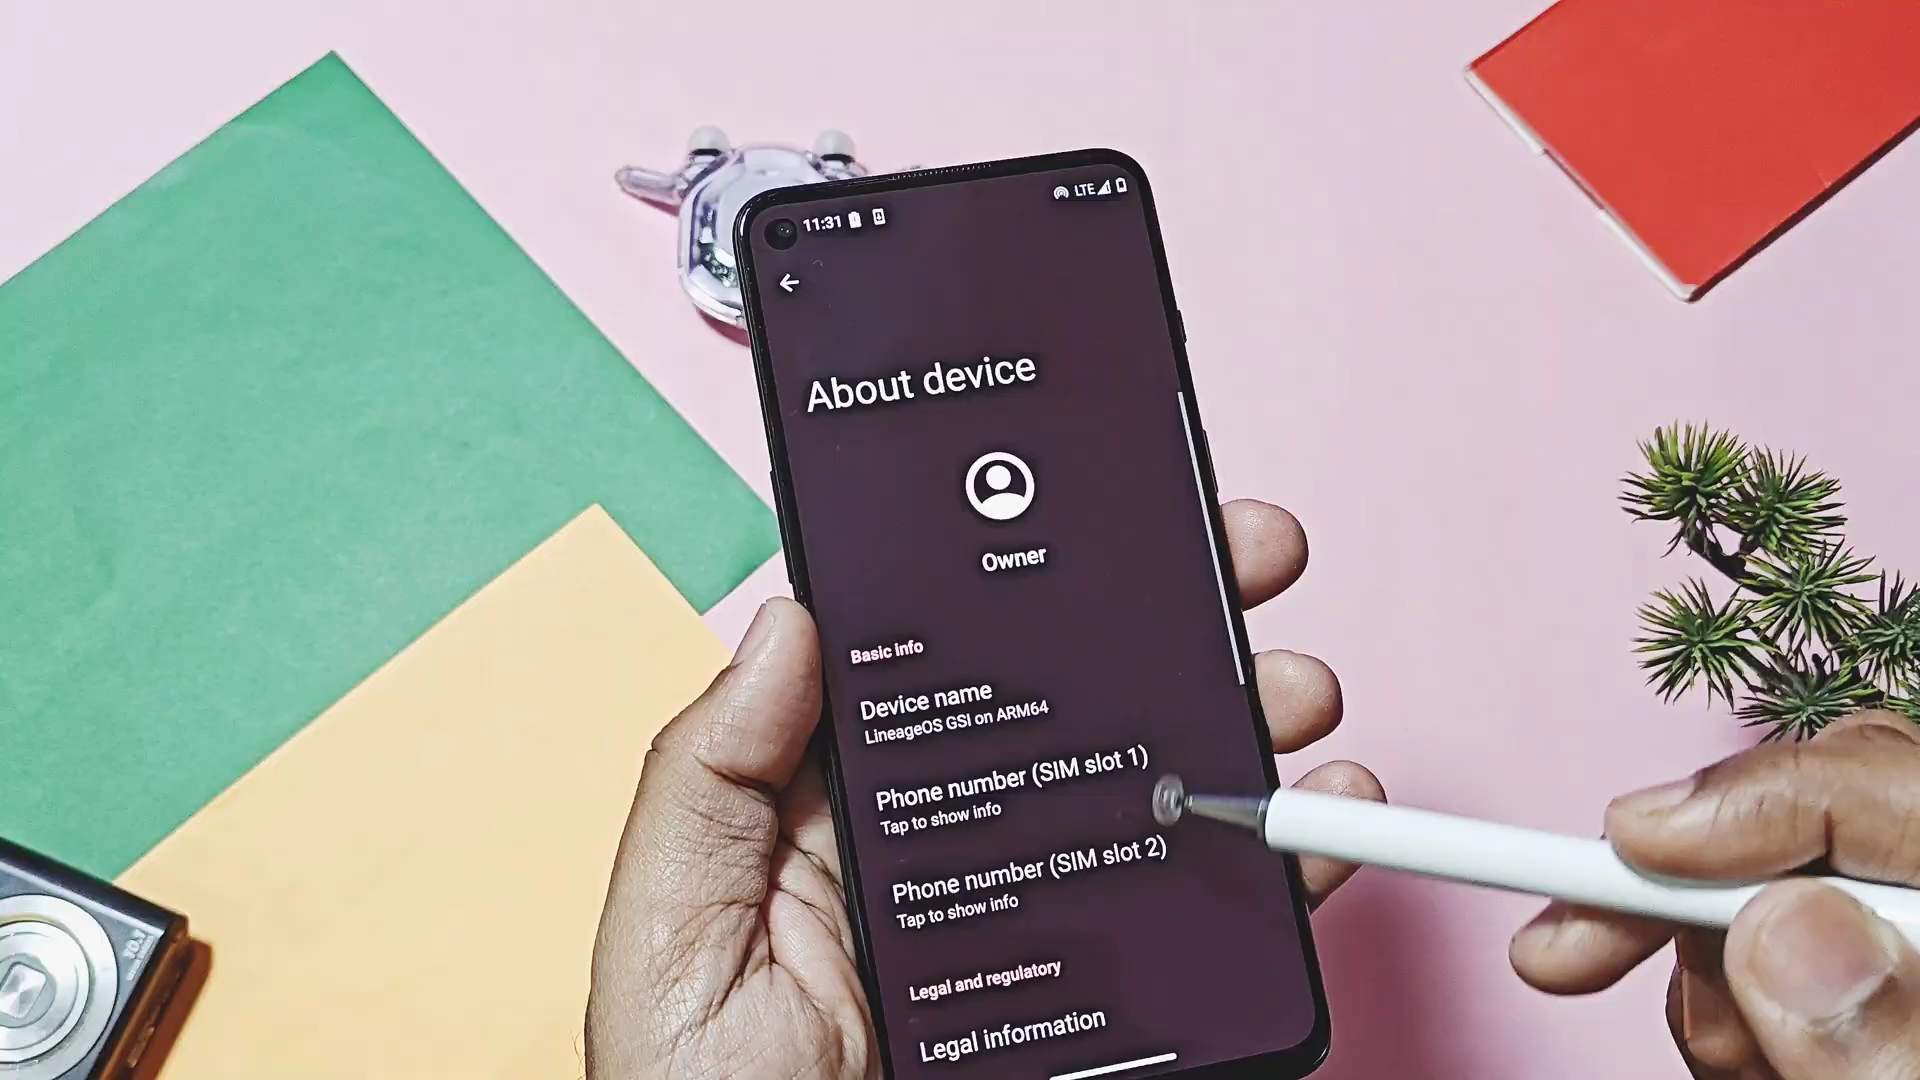 11:31
LTE
About device
Owner
Basic info
Device name
LineageOS GSI on ARM64
Phone number (SIM slot 1)
Tap to show info
Phone number (SIM slot 2)
Tap to show info
Legal and regulatory
Legal information